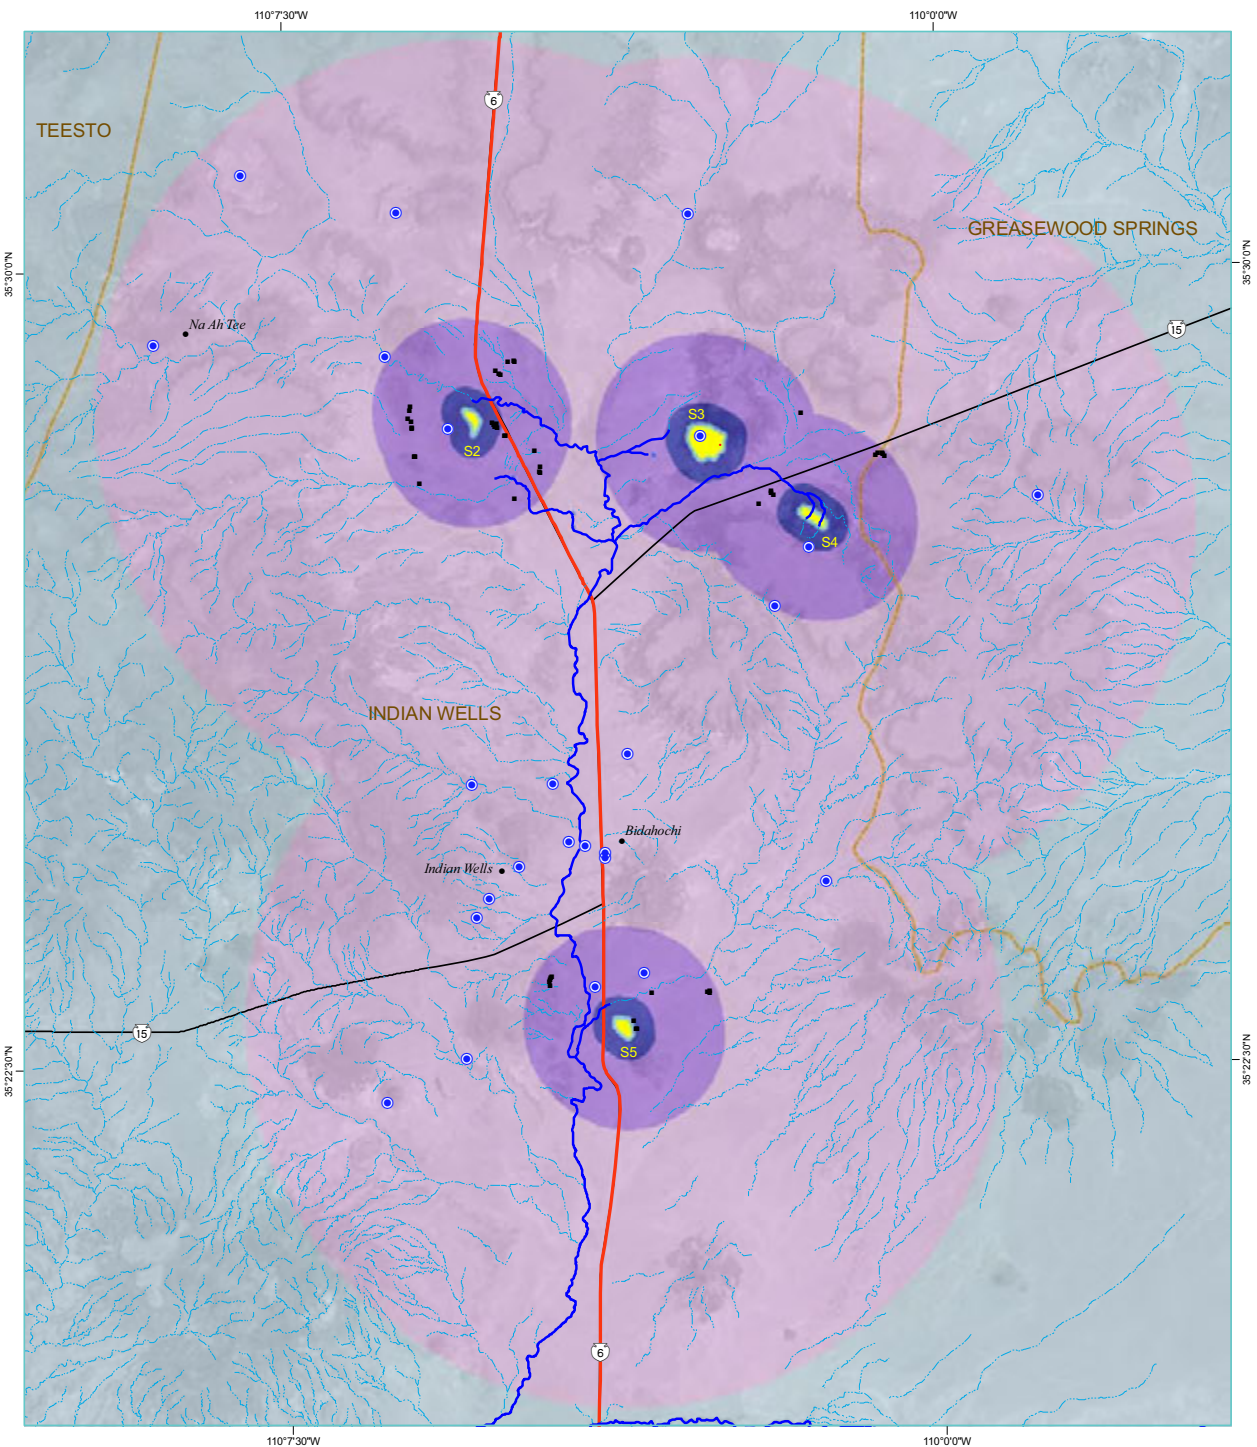 110°7'30"W
110°0'0"W
6
TEESTO
GREASEWOOD SPRINGS
35°30'0"N
35°30'0"N
Na Ah Tee
15
S3
S2
S4
INDIAN WELLS
Bidahochi
Indian Wells
15
S5
35°22'30"N
35°22'30"N
6
110°7'30"W
110°0'0"W